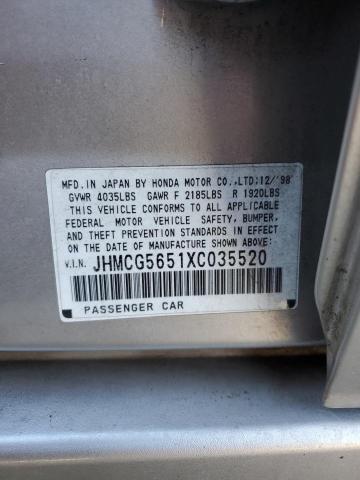 MFD.IN JAPAN BY HONDA MOTOR CO.,LTD:12/'98
GVWR 4035LBS GAWR F 2185LBS R 1920LBS
THIS VEHICLE CONFORMS TO ALL APPLICABLE
FEDERAL MOTOR VEHICLE SAFETY, BUMPER,
AND THEFT PREVENTION STANDARDS IN EFFECT
ON THE DATE OF MANUFACTURE SHOWN ABOVE.
V.I.N. JHMCG5651XC035520
PASSENGER CAR